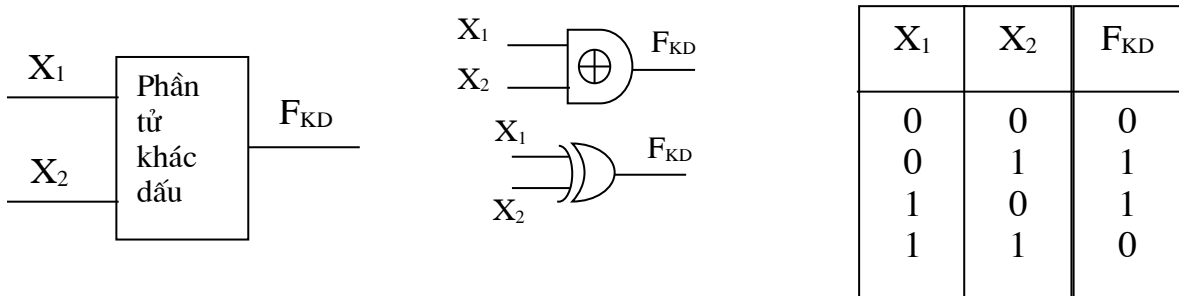 X1
X2
Phần
tử
khác
dấu
FKD
X1
X2
FKD
X1
X2
FKD
X1 X2 FKD
0 0 0
0 1 1
1 0 1
1 1 0